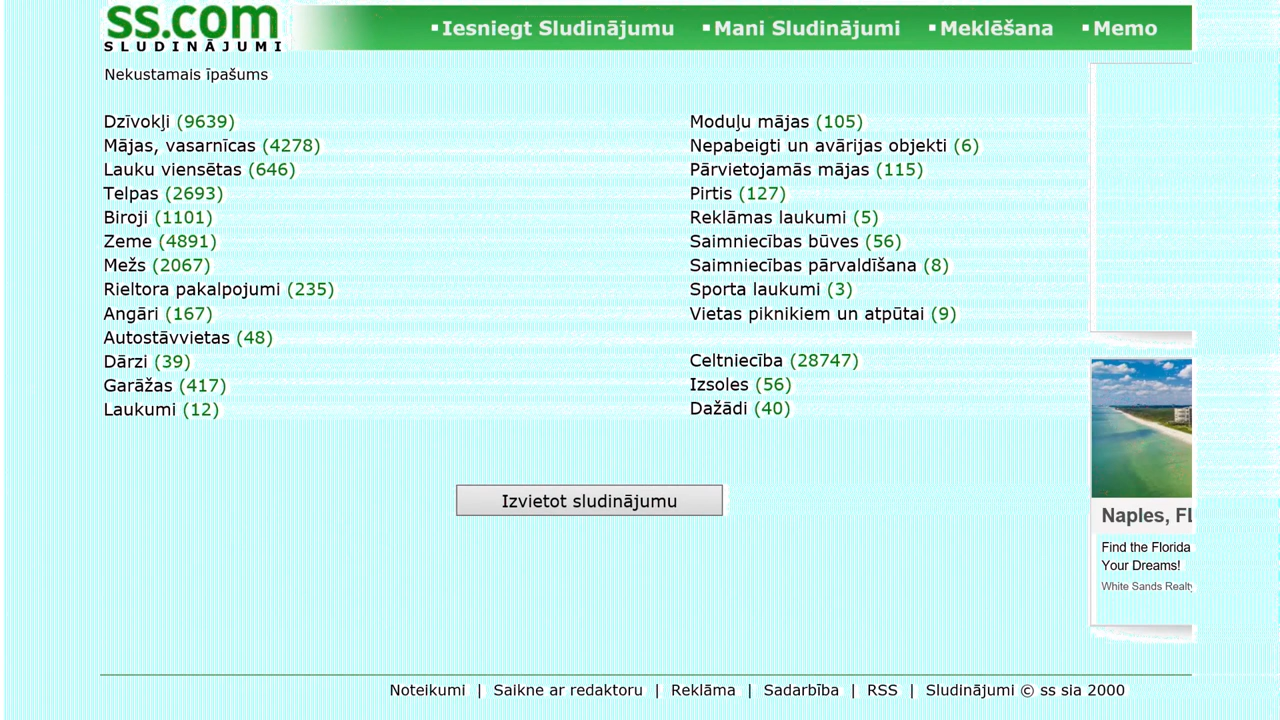 ss.com
SLUDINĀJUMI
Iesniegt Sludinājumu
Mani Sludinājumi
Meklēšana
Memo
Nekustamais īpašums
Dzīvokļi (9639)
Mājas, vasarnīcas (4278)
Lauku viensētas (646)
Telpas (2693)
Biroji (1101)
Zeme (4891)
Mežs (2067)
Rieltora pakalpojumi (235)
Angāri (167)
Autostāvvietas (48)
Dārzi (39)
Garāžas (417)
Laukumi (12)
Moduļu mājas (105)
Nepabeigti un avārijas objekti (6)
Pārvietojamās mājas (115)
Pirtis (127)
Reklāmas laukumi (5)
Saimniecības būves (56)
Saimniecības pārvaldīšana (8)
Sporta laukumi (3)
Vietas piknikiem un atpūtai (9)
Celtniecība (28747)
Izsoles (56)
Dažādi (40)
Izvietot sludinājumu
Naples, FL
Find the Florida
Your Dreams!
White Sands Realty
Noteikumi | Saikne ar redaktoru | Reklāma | Sadarbība | RSS | Sludinājumi © ss sia 2000